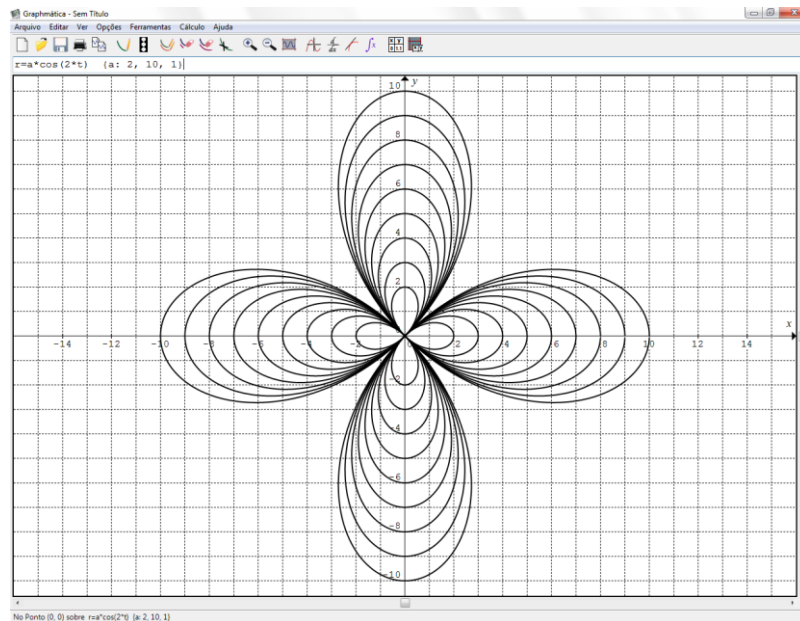 Graphmática - Sem Título
Arquivo Editar Ver Opções Ferramentas Cálculo Ajuda
r=a*cos(2*t) {a: 2, 10, 1}
y
10
8
6
4
2
x
-14 -12 -10 -8 -6 -4 -2 0 2 4 6 8 10 12 14
-2
-4
-6
-8
-10
No Ponto (0, 0) sobre r=a*cos(2*t) {a: 2, 10, 1}